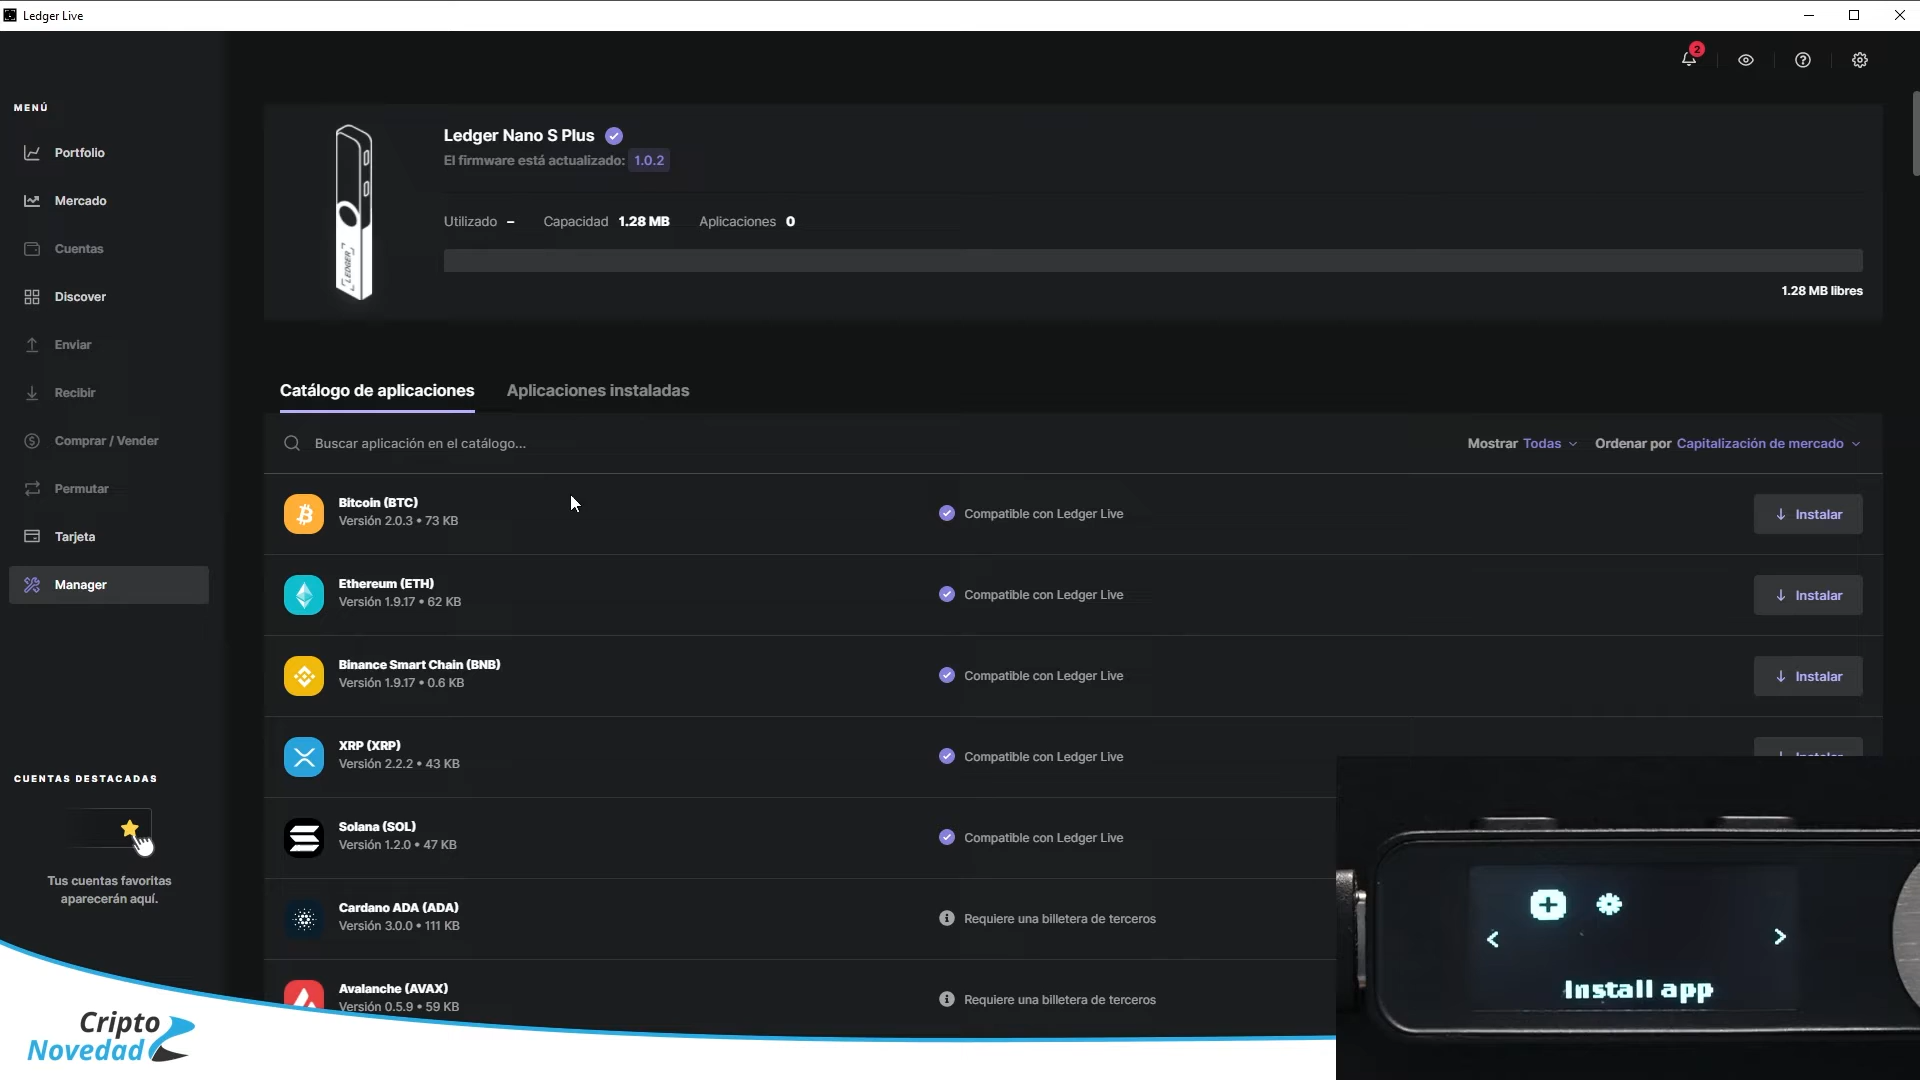 Ledger Live
2
MENÚ
Portfolio
Mercado
Cuentas
Discover
Enviar
Recibir
Comprar / Vender
Permutar
Tarjeta
Manager
CUENTAS DESTACADAS
Tus cuentas favoritas
aparecerán aquí.
LEDGER
Ledger Nano S Plus
El firmware está actualizado: 1.0.2
Utilizado – Capacidad 1.28 MB Aplicaciones 0
1.28 MB libres
Catálogo de aplicaciones Aplicaciones instaladas
Buscar aplicación en el catálogo... Mostrar Todas Ordenar por Capitalización de mercado
Bitcoin (BTC)
Versión 2.0.3 • 73 KB
Compatible con Ledger Live
Instalar
Ethereum (ETH)
Versión 1.9.17 • 62 KB
Compatible con Ledger Live
Instalar
Binance Smart Chain (BNB)
Versión 1.9.17 • 0.6 KB
Compatible con Ledger Live
Instalar
XRP (XRP)
Versión 2.2.2 • 43 KB
Compatible con Ledger Live
Solana (SOL)
Versión 1.2.0 • 47 KB
Compatible con Ledger Live
Cardano ADA (ADA)
Versión 3.0.0 • 111 KB
Requiere una billetera de terceros
Avalanche (AVAX)
Versión 0.5.9 • 59 KB
Requiere una billetera de terceros
Install app
Cripto
Novedad